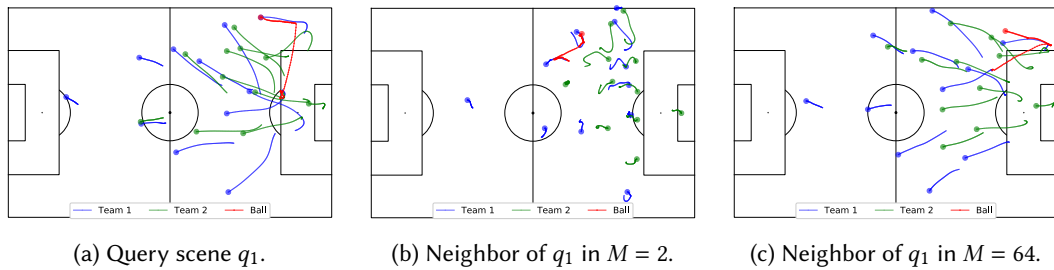 Team 1 Team 2 Ball
Team 1 Team 2 Ball
Team 1 Team 2 Ball
(a) Query scene q₁.
(b) Neighbor of q₁ in M = 2.
(c) Neighbor of q₁ in M = 64.